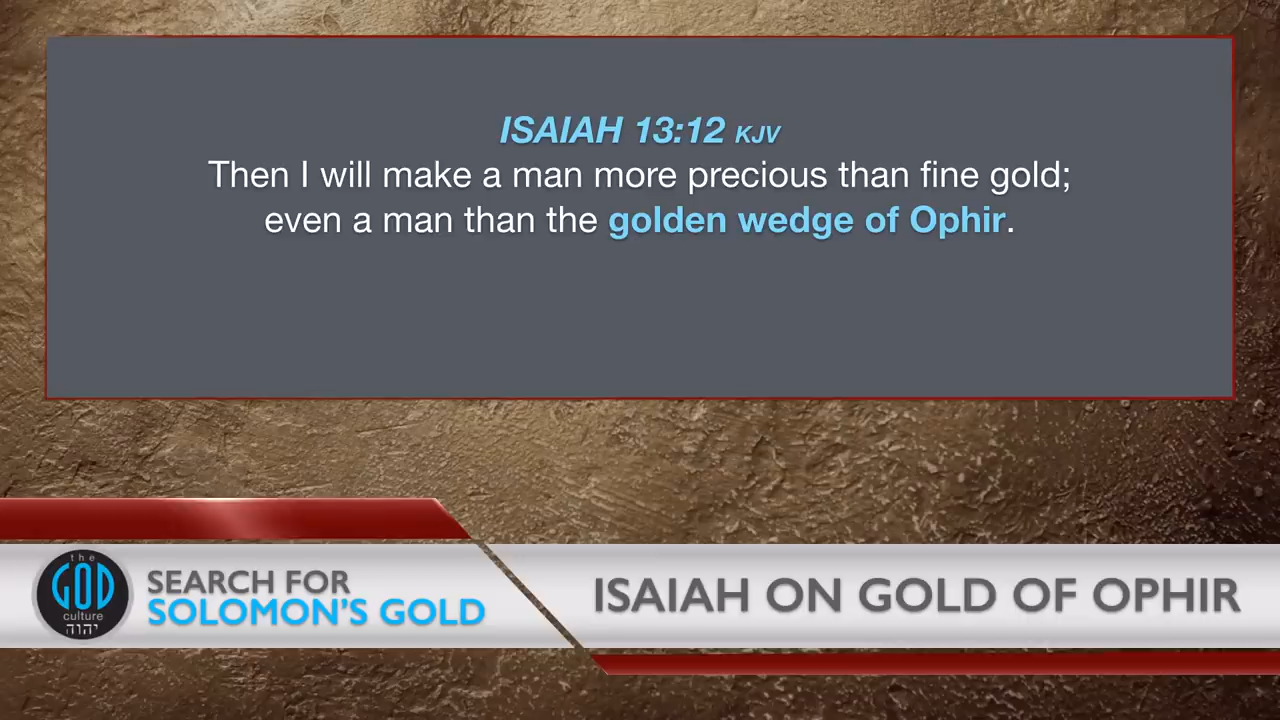 ISAIAH 13:12 KJV
Then I will make a man more precious than fine gold;
even a man than the golden wedge of Ophir.
the
GOD
culture
יהוה
SEARCH FOR
SOLOMON'S GOLD
ISAIAH ON GOLD OF OPHIR